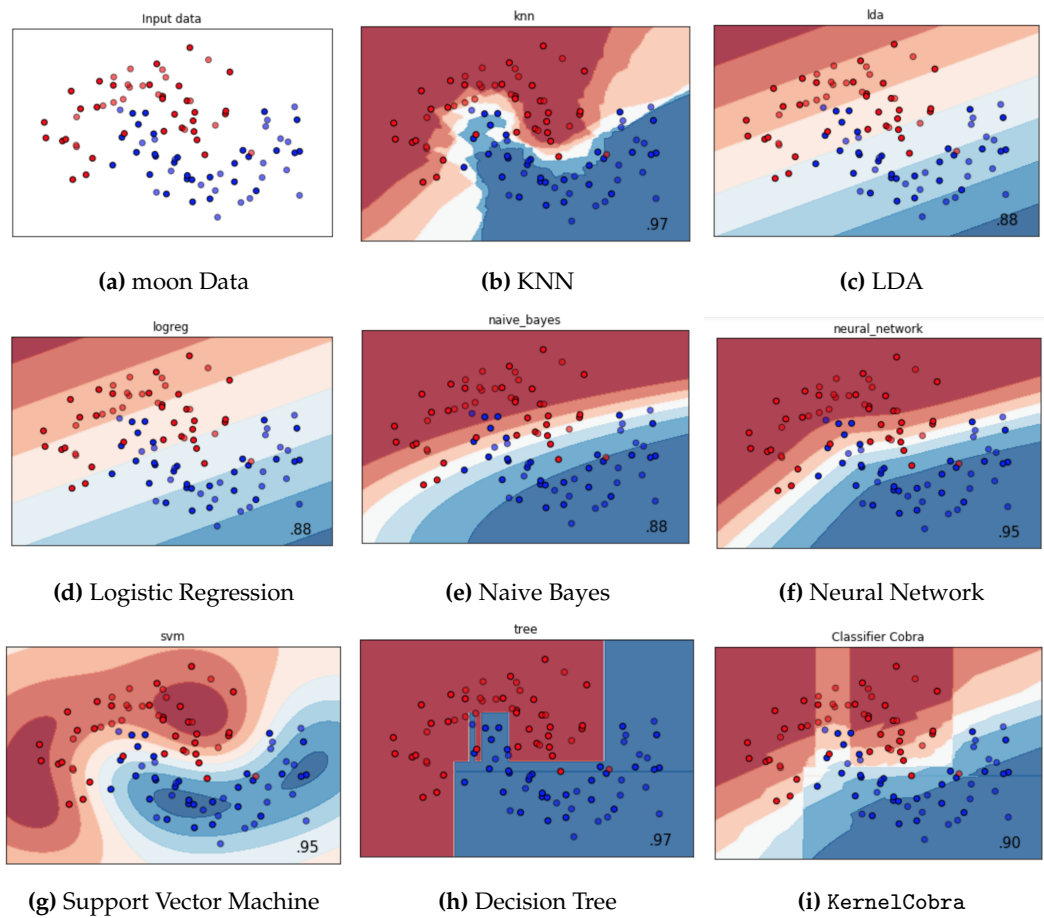 Input data
knn
lda
.97
.88
(a) moon Data
(b) KNN
(c) LDA
logreg
naive_bayes
neural_network
.88
.88
.95
(d) Logistic Regression
(e) Naive Bayes
(f) Neural Network
svm
tree
Classifier Cobra
.95
.97
.90
(g) Support Vector Machine
(h) Decision Tree
(i) KernelCobra